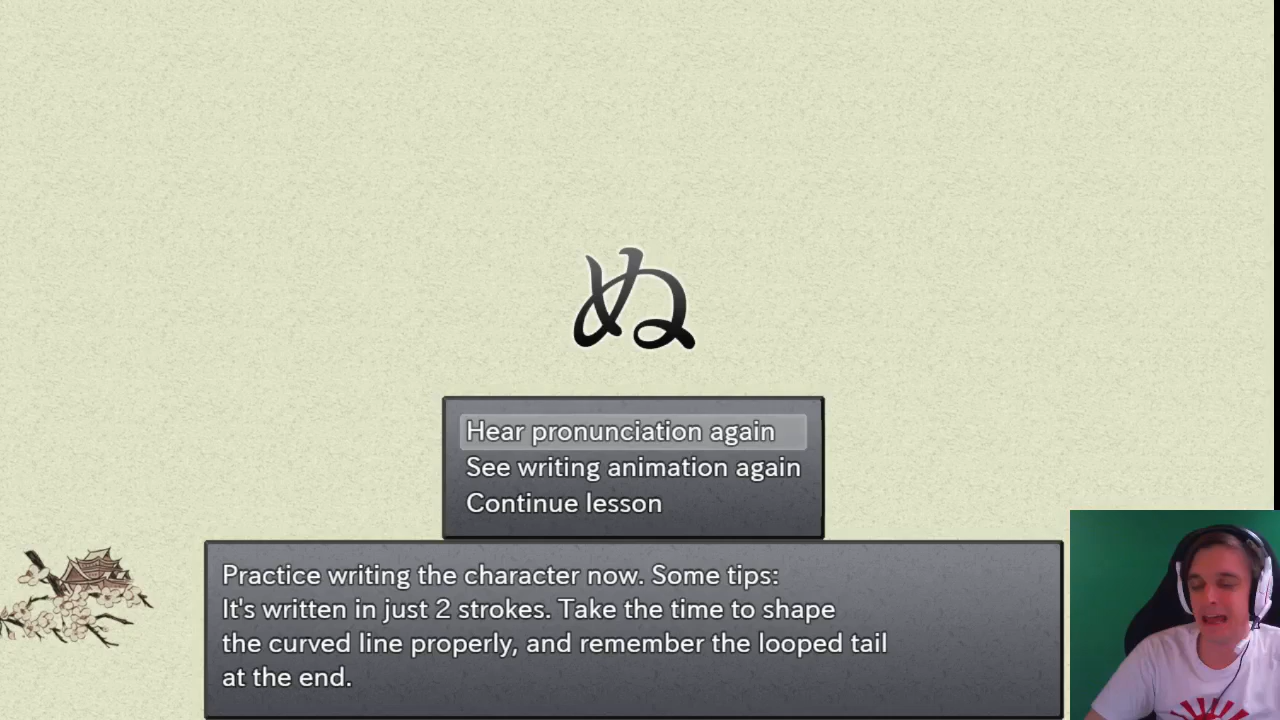 ぬ
Hear pronunciation again
See writing animation again
Continue lesson
Practice writing the character now. Some tips:
It's written in just 2 strokes. Take the time to shape
the curved line properly, and remember the looped tail
at the end.